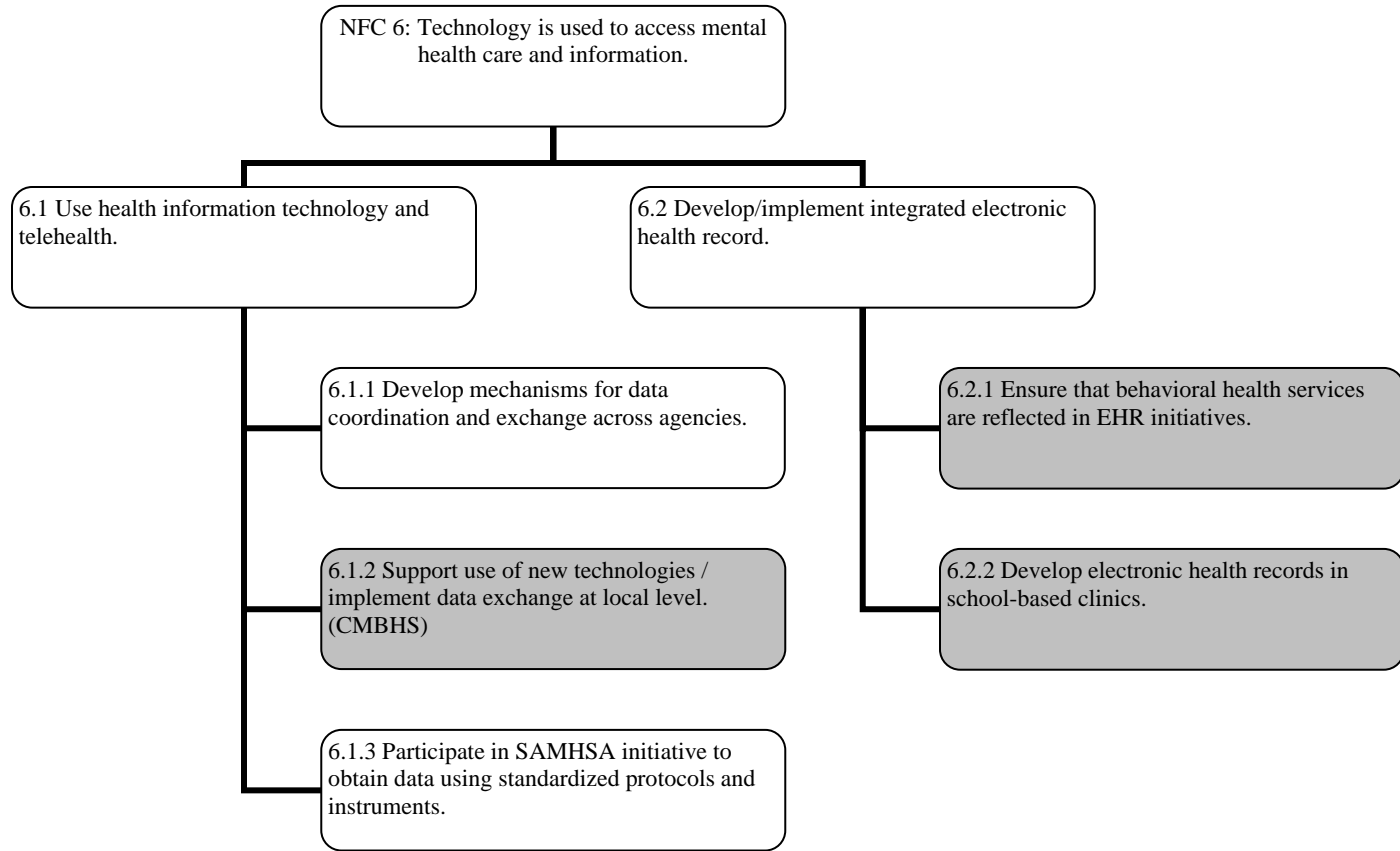 NFC 6: Technology is used to access mental
health care and information.
6.1 Use health information technology and
telehealth.
6.2 Develop/implement integrated electronic
health record.
6.1.1 Develop mechanisms for data
coordination and exchange across agencies.
6.2.1 Ensure that behavioral health services
are reflected in EHR initiatives.
6.1.2 Support use of new technologies /
implement data exchange at local level.
(CMBHS)
6.2.2 Develop electronic health records in
school-based clinics.
6.1.3 Participate in SAMHSA initiative to
obtain data using standardized protocols and
instruments.